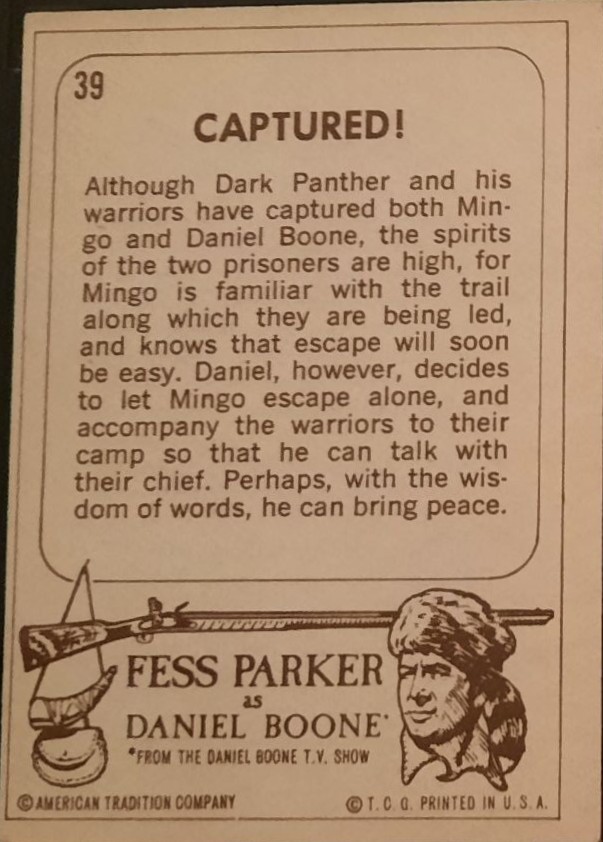 39
CAPTURED!
Although Dark Panther and his
warriors have captured both Min-
go and Daniel Boone, the spirits
of the two prisoners are high, for
Mingo is familiar with the trail
along which they are being led,
and knows that escape will soon
be easy. Daniel, however, decides
to let Mingo escape alone, and
accompany the warriors to their
camp so that he can talk with
their chief. Perhaps, with the wis-
dom of words, he can bring peace.
FESS PARKER
as
DANIEL BOONE*
*FROM THE DANIEL BOONE T.V. SHOW
©AMERICAN TRADITION COMPANY
©T.C.G. PRINTED IN U.S.A.